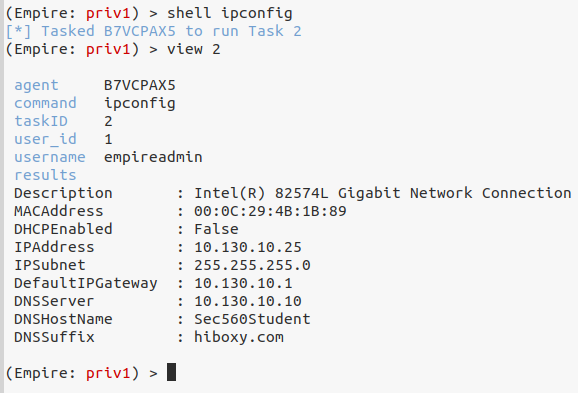 (Empire: priv1) > shell ipconfig
[*] Tasked B7VCPAX5 to run Task 2
(Empire: priv1) > view 2
agent B7VCPAX5
command ipconfig
taskID 2
user_id 1
username empireadmin
results
Description : Intel(R) 82574L Gigabit Network Connection
MACAddress : 00:0C:29:4B:1B:89
DHCPEnabled : False
IPAddress : 10.130.10.25
IPSubnet : 255.255.255.0
DefaultIPGateway : 10.130.10.1
DNSServer : 10.130.10.10
DNSHostName : Sec560Student
DNSSuffix : hiboxy.com
(Empire: priv1) >